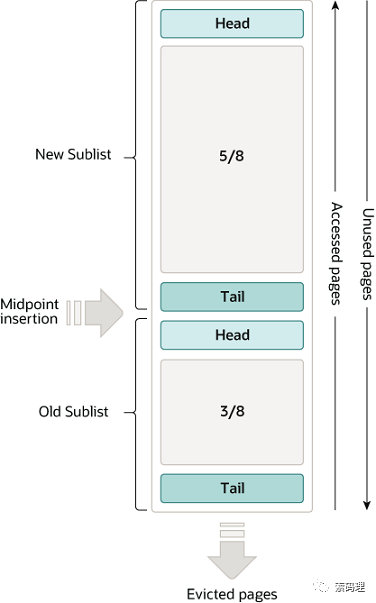 Head
New Sublist
5/8
Tail
Midpoint
insertion
Head
Old Sublist
3/8
Tail
Accessed pages
Unused pages
Evicted pages
索码理